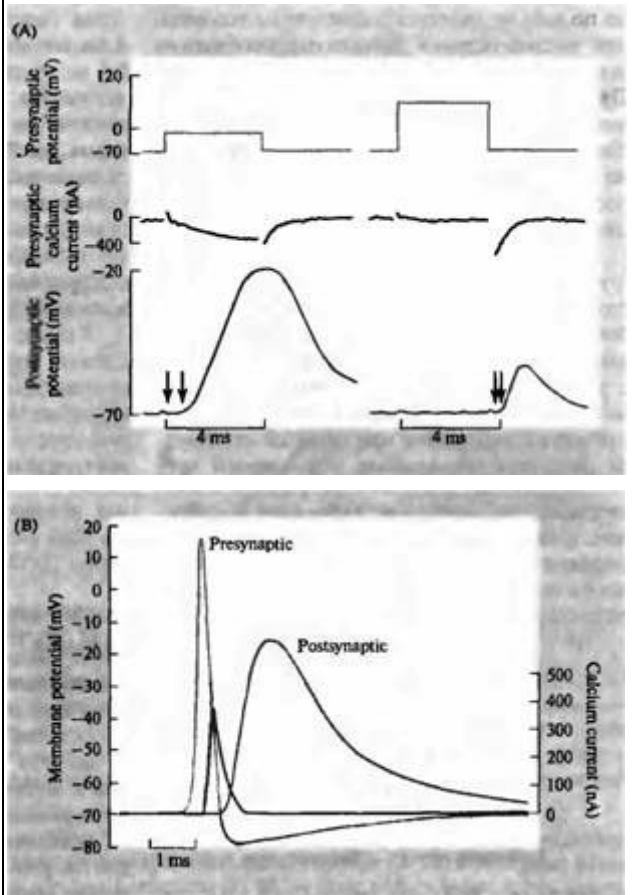 (A)
Presynaptic
potential (mV)
120
0
-70
Presynaptic
calcium
current (nA)
0
-400
Postsynaptic
potential (mV)
-20
-70
4 ms
4 ms
(B)
Membrane potential (mV)
20
10
0
-10
-20
-30
-40
-50
-60
-70
-80
Presynaptic
Postsynaptic
500
400
300
200
100
0
Calcium current (nA)
1 ms